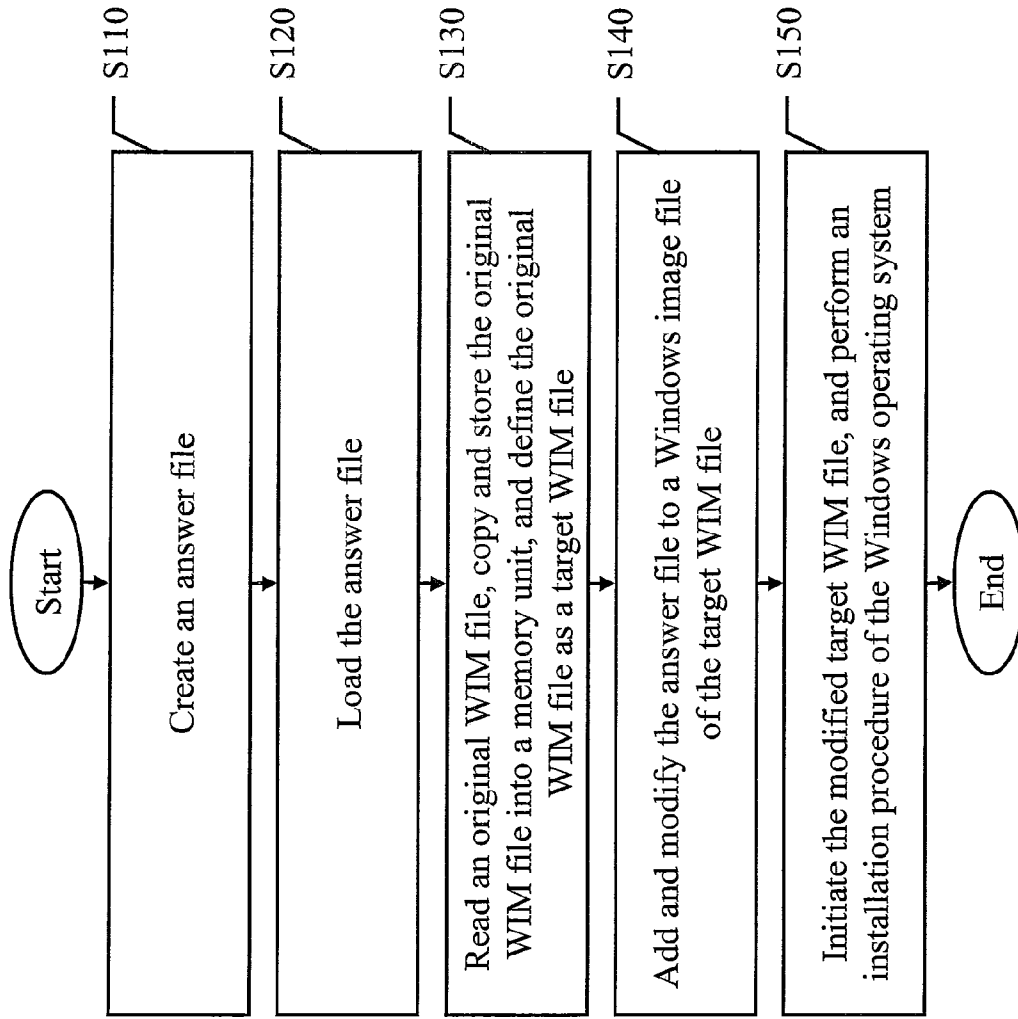 Start
Create an answer file
S110
Load the answer file
S120
Read an original WIM file, copy and store the original
WIM file into a memory unit, and define the original
WIM file as a target WIM file
S130
Add and modify the answer file to a Windows image file
of the target WIM file
S140
Initiate the modified target WIM file, and perform an
installation procedure of the Windows operating system
S150
End